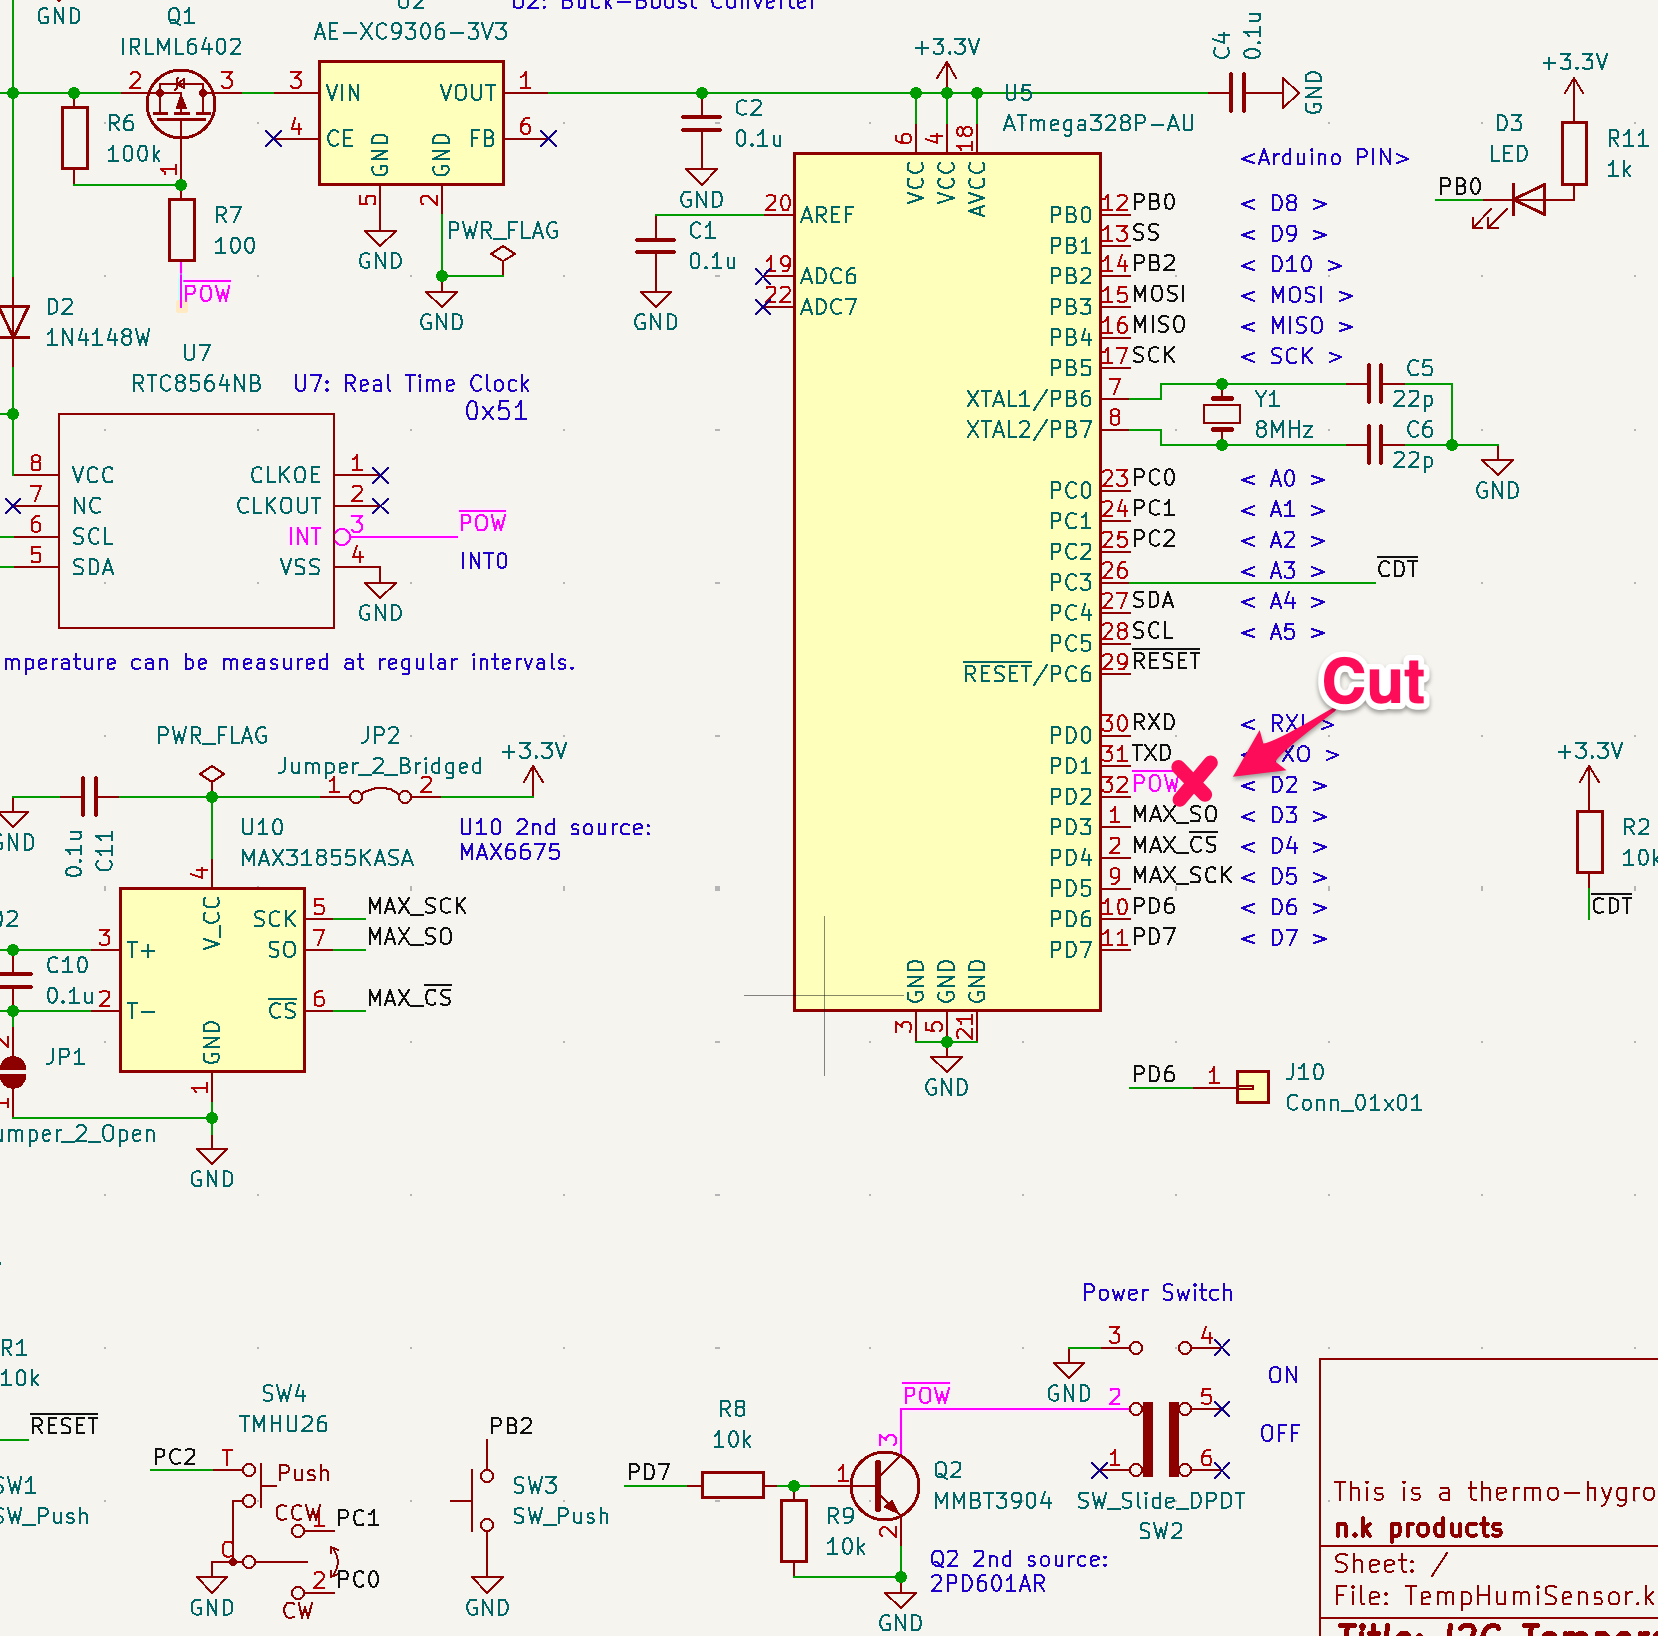 U2: Buck-Boost Converter
GND
Q1
IRLML6402
U2
AE-XC9306-3V3
2
3
3
VIN
VOUT
1
4
CE
FB
6
GND
GND
5
2
R6
100k
1
R7
100
POW
GND
PWR_FLAG
GND
C2
0.1u
GND
+3.3V
C4
0.1u
GND
U5
ATmega328P-AU
6
4
18
VCC
VCC
AVCC
+3.3V
D3
LED
R11
1k
PB0
<Arduino PIN>
20
AREF
C1
0.1u
GND
19
ADC6
22
ADC7
PB0
12
PB0
< D8 >
PB1
13
SS
< D9 >
PB2
14
PB2
< D10 >
PB3
15
MOSI
< MOSI >
PB4
16
MISO
< MISO >
PB5
17
SCK
< SCK >
XTAL1/PB6
7
XTAL2/PB7
8
Y1
8MHz
C5
22p
C6
22p
GND
PC0
23
PC0
< A0 >
PC1
24
PC1
< A1 >
PC2
25
PC2
< A2 >
PC3
26
< A3 >
CDT
PC4
27
SDA
< A4 >
PC5
28
SCL
< A5 >
RESET/PC6
29
RESET
Cut
PD0
30
RXD
PD1
31
TXD
PD2
32
POW
< D2 >
PD3
1
MAX_SO
< D3 >
PD4
2
MAX_CS
< D4 >
PD5
9
MAX_SCK
< D5 >
PD6
10
PD6
< D6 >
PD7
11
PD7
< D7 >
GND
GND
GND
3
5
21
GND
+3.3V
R2
CDT
PD6
1
J10
Conn_01x01
D2
1N4148W
U7
RTC8564NB
U7: Real Time Clock
0x51
8
VCC
CLKOE
1
7
NC
CLKOUT
2
6
SCL
INT
3
POW
INT0
5
SDA
VSS
4
GND
mperature can be measured at regular intervals.
PWR_FLAG
JP2
Jumper_2_Bridged
1
2
+3.3V
GND
0.1u
C11
U10
MAX31855KASA
U10 2nd source:
MAX6675
4
V_CC
SCK
5
MAX_SCK
3
T+
SO
7
MAX_SO
C10
0.1u
2
T-
CS
6
MAX_CS
GND
1
2
JP1
1
umper_2_Open
GND
Power Switch
3
4
GND
ON
2
5
OFF
1
6
SW_Slide_DPDT
SW2
POW
R8
10k
PD7
3
1
Q2
MMBT3904
R9
10k
2
Q2 2nd source:
2PD601AR
GND
R1
10k
RESET
SW1
SW_Push
SW4
TMHU26
PC2
T
Push
CCW
1
PC1
C
2
PC0
CW
GND
PB2
SW3
SW_Push
GND
This is a thermo-hygro
n.k products
Sheet: /
File: TempHumiSensor.k
Title: I2C Temper